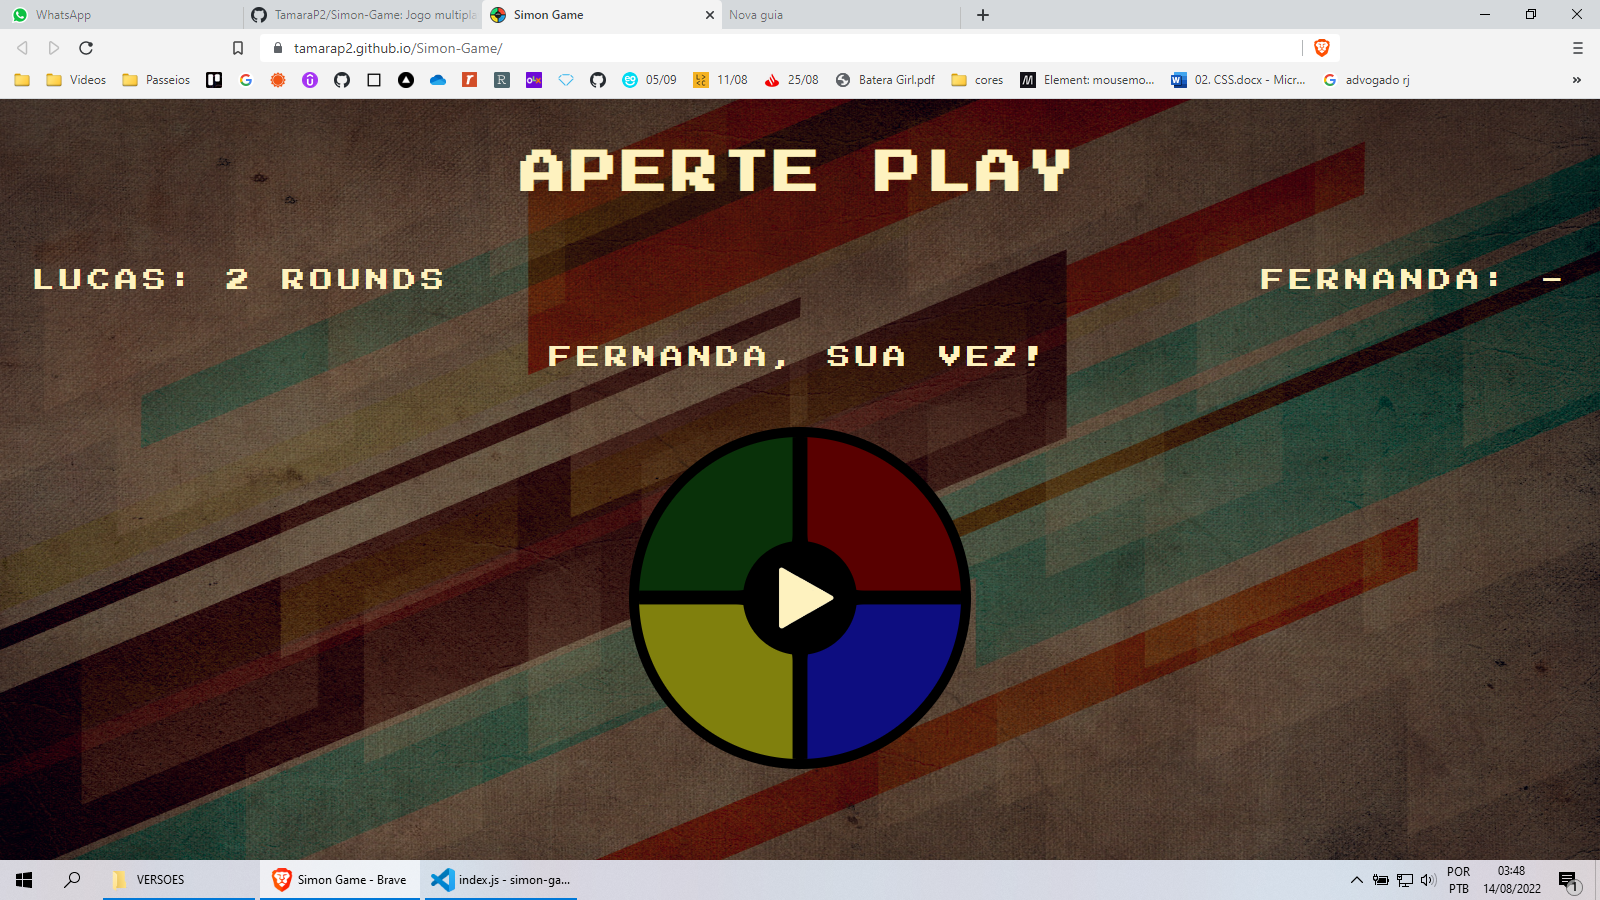 WhatsApp
TamaraP2/Simon-Game: Jogo multipla
Simon Game
Nova guia
tamarap2.github.io/Simon-Game/
Videos
Passeios
05/09
11/08
25/08
Batera Girl.pdf
cores
Element: mousemo...
02. CSS.docx - Micr...
advogado rj
APERTE PLAY
LUCAS: 2 ROUNDS
FERNANDA: -
FERNANDA, SUA VEZ!
VERSOES
Simon Game - Brave
index.js - simon-ga...
POR
PTB
03:48
14/08/2022
1